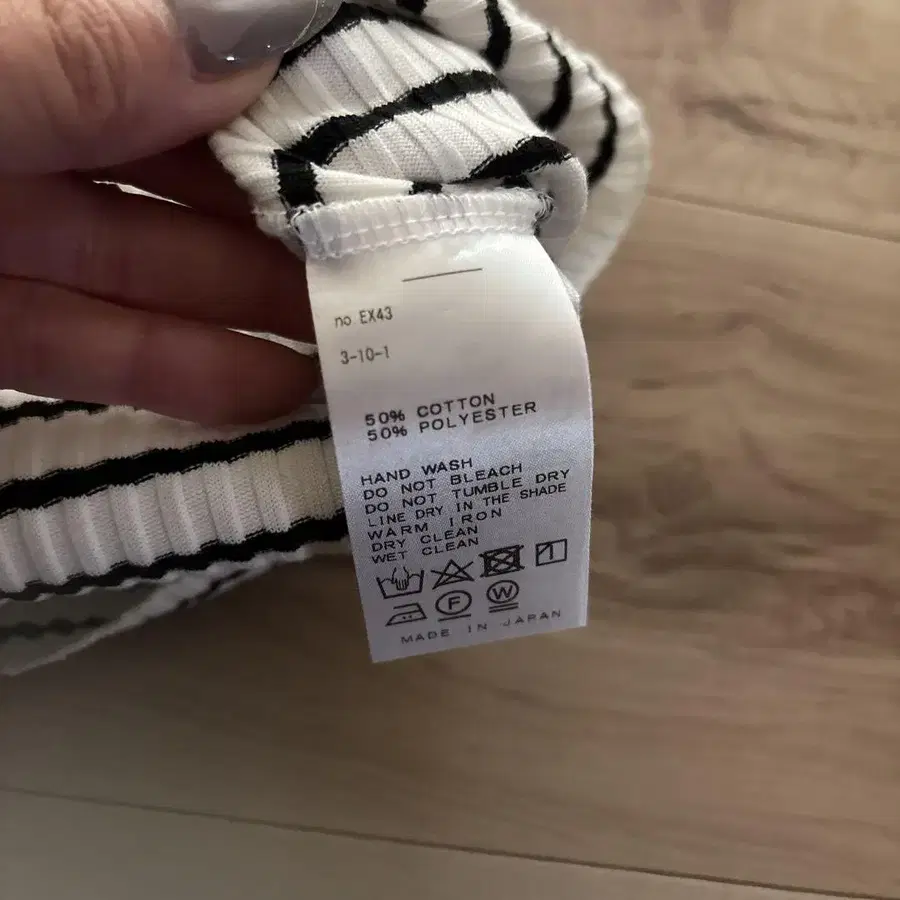 no EX43
3-10-1
50% COTTON
50% POLYESTER
HAND WASH
DO NOT BLEACH
DO NOT TUMBLE DRY
LINE DRY IN THE SHADE
WARM IRON
DRY CLEAN
WET CLEAN
F W
MADE IN JAPAN